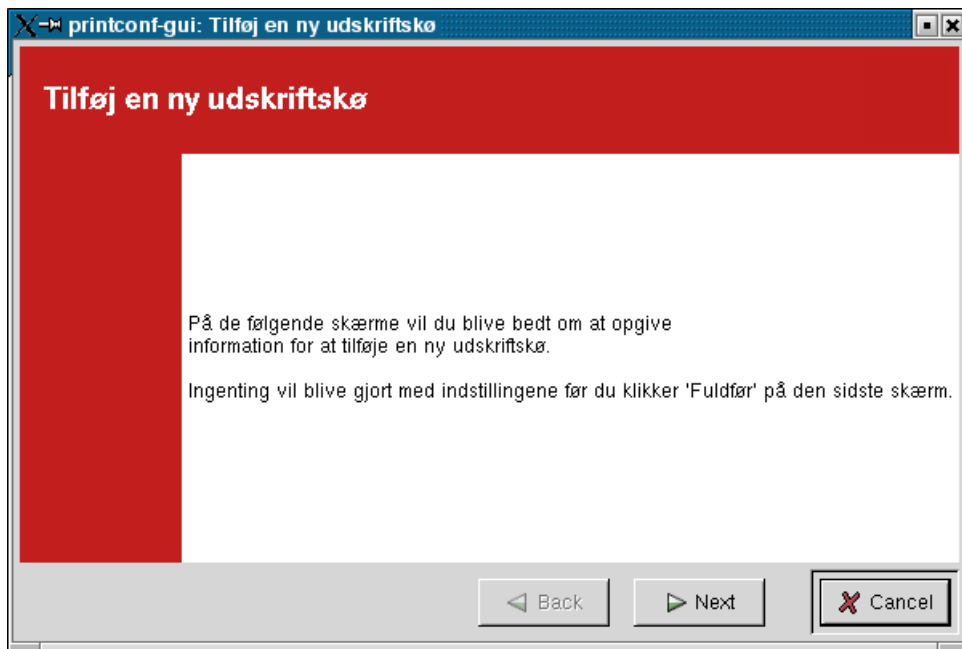 printconf-gui: Tilføj en ny udskriftskø
Tilføj en ny udskriftskø
På de følgende skærme vil du blive bedt om at opgive
information for at tilføje en ny udskriftskø.
Ingenting vil blive gjort med indstillingene før du klikker 'Fuldfør' på den sidste skærm.
Back
Next
Cancel